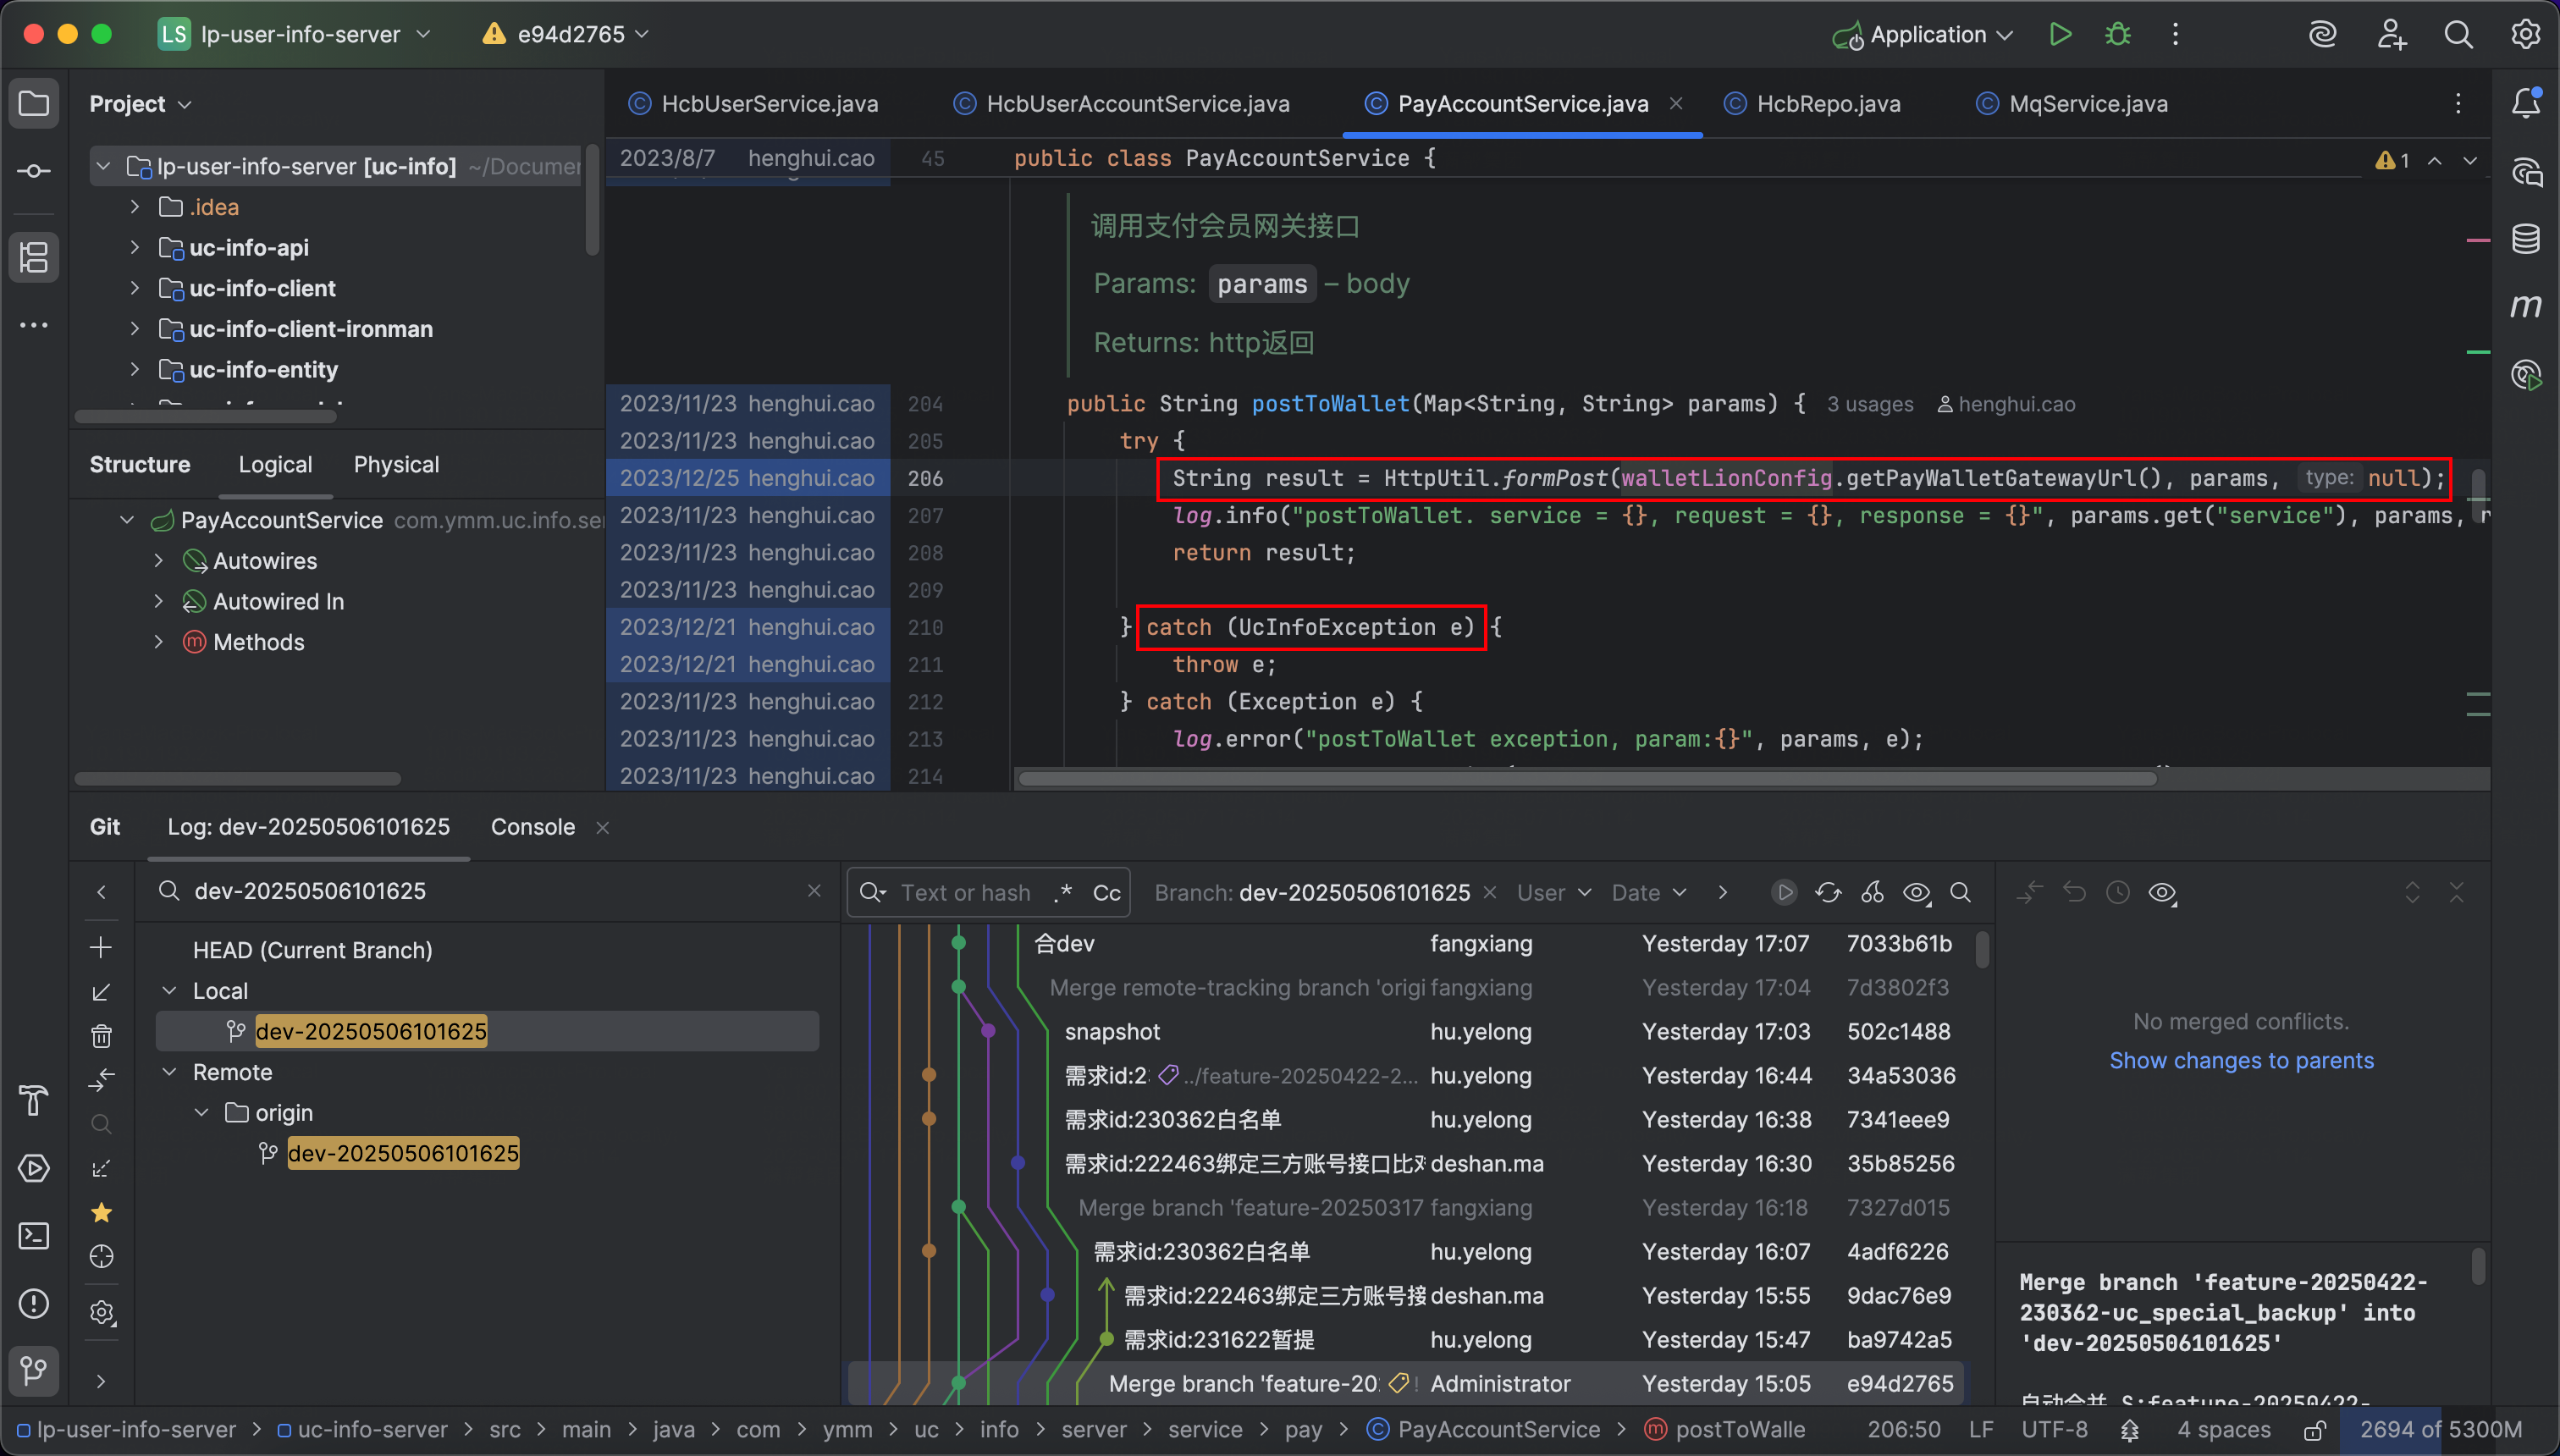 LS lp-user-info-server e94d2765 Application
Project
HcbUserService.java HcbUserAccountService.java PayAccountService.java HcbRepo.java MqService.java
lp-user-info-server [uc-info] ~/Documen
.idea
uc-info-api
uc-info-client
uc-info-client-ironman
uc-info-entity
Structure Logical Physical
PayAccountService com.ymm.uc.info.ser
Autowires
Autowired In
Methods
2023/8/7 henghui.cao 45 public class PayAccountService {
1
调用支付会员网关接口
Params: params – body
Returns: http返回
2023/11/23 henghui.cao 204 public String postToWallet(Map<String, String> params) { 3 usages henghui.cao
2023/11/23 henghui.cao 205 try {
2023/12/25 henghui.cao 206 String result = HttpUtil.formPost(walletLionConfig.getPayWalletGatewayUrl(), params, type: null);
2023/11/23 henghui.cao 207 log.info("postToWallet. service = {}, request = {}, response = {}", params.get("service"), params, r
2023/11/23 henghui.cao 208 return result;
2023/11/23 henghui.cao 209
2023/12/21 henghui.cao 210 } catch (UcInfoException e) {
2023/12/21 henghui.cao 211 throw e;
2023/11/23 henghui.cao 212 } catch (Exception e) {
2023/11/23 henghui.cao 213 log.error("postToWallet exception, param:{}", params, e);
2023/11/23 henghui.cao 214
Git Log: dev-20250506101625 Console
dev-20250506101625
HEAD (Current Branch)
Local
dev-20250506101625
Remote
origin
dev-20250506101625
Text or hash .* Cc Branch: dev-20250506101625 User Date
合dev fangxiang Yesterday 17:07 7033b61b
Merge remote-tracking branch 'origi fangxiang Yesterday 17:04 7d3802f3
snapshot hu.yelong Yesterday 17:03 502c1488
需求id:2 ../feature-20250422-2... hu.yelong Yesterday 16:44 34a53036
需求id:230362白名单 hu.yelong Yesterday 16:38 7341eee9
需求id:222463绑定三方账号接口比对 deshan.ma Yesterday 16:30 35b85256
Merge branch 'feature-20250317 fangxiang Yesterday 16:18 7327d015
需求id:230362白名单 hu.yelong Yesterday 16:07 4adf6226
需求id:222463绑定三方账号接 deshan.ma Yesterday 15:55 9dac76e9
需求id:231622暂提 hu.yelong Yesterday 15:47 ba9742a5
Merge branch 'feature-20 Administrator Yesterday 15:05 e94d2765
No merged conflicts.
Show changes to parents
Merge branch 'feature-20250422-
230362-uc_special_backup' into
'dev-20250506101625'
自动合并 S:feature-20250422-
lp-user-info-server > uc-info-server > src > main > java > com > ymm > uc > info > server > service > pay > PayAccountService > postToWalle 206:50 LF UTF-8 4 spaces 2694 of 5300M